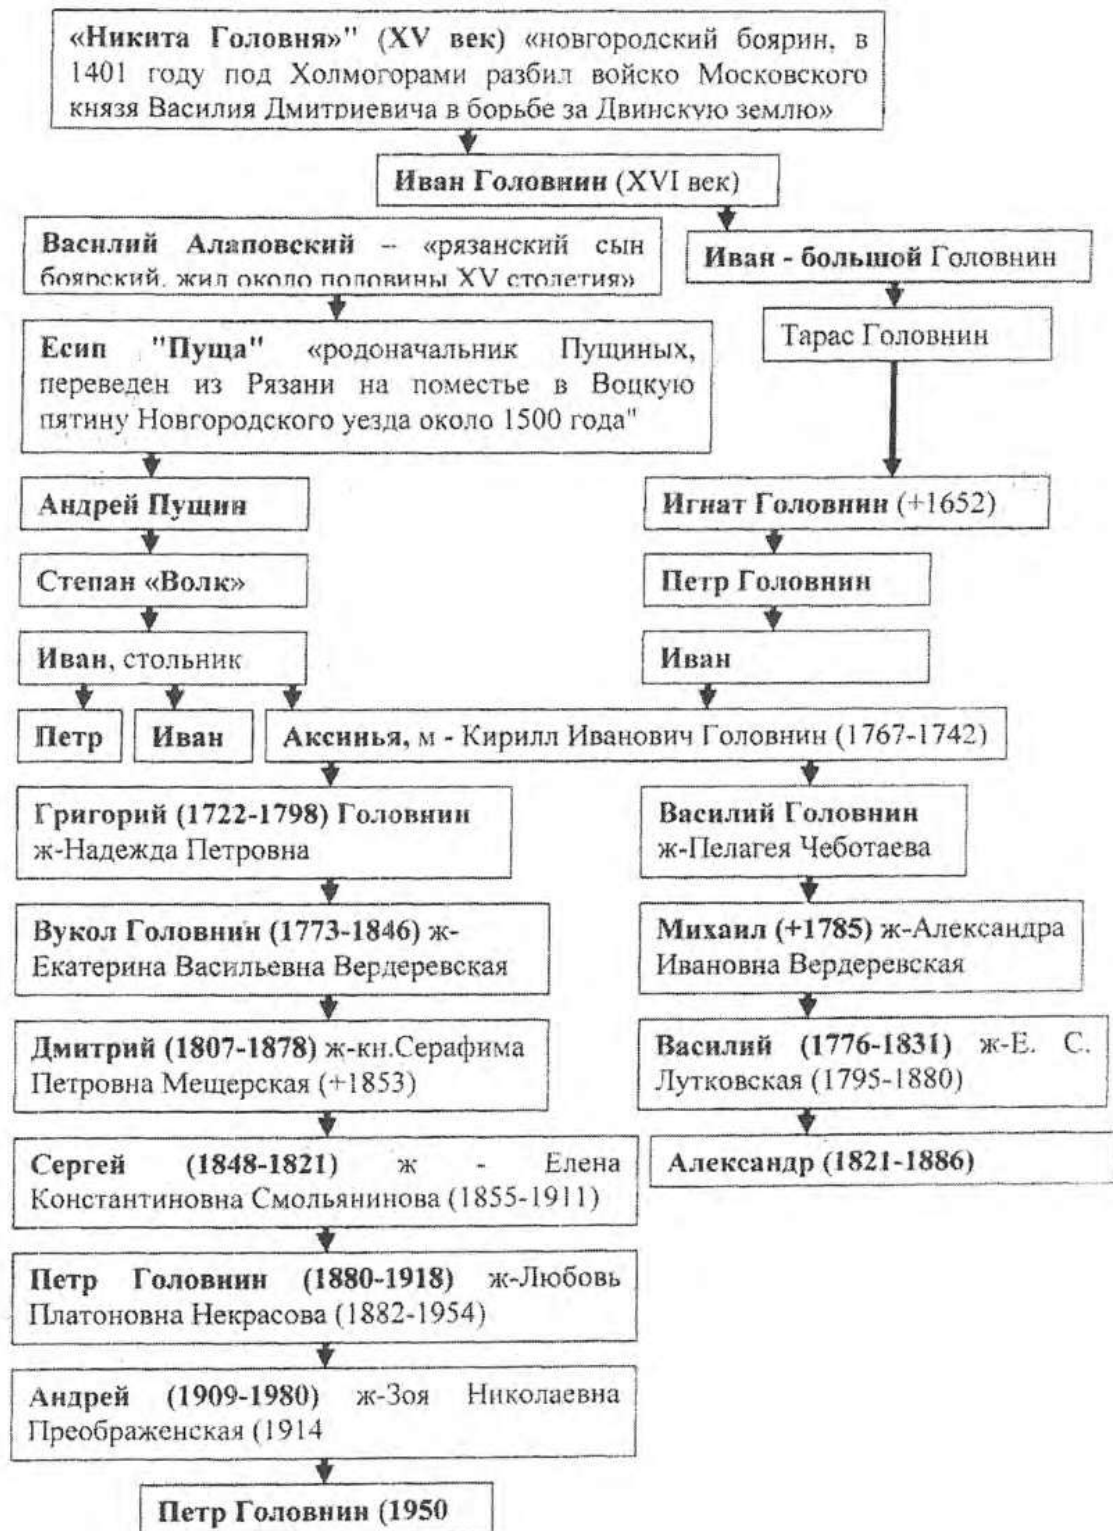 «Никита Головня»" (XV век) «новгородский боярин, в
1401 году под Холмогорами разбил войско Московского
князя Василия Дмитриевича в борьбе за Двинскую землю»
Иван Головнин (XVI век)
Василий Алаповский – «рязанский сын
боярский, жил около половины XV столетия»
Иван - большой Головнин
Тарас Головнин
Есип "Пуща" «родоначальник Пущиных,
переведен из Рязани на поместье в Воцкую
пятину Новгородского уезда около 1500 года"
Андрей Пущин
Игнат Головнин (+1652)
Степан «Волк»
Петр Головнин
Иван, стольник
Иван
Петр
Иван
Аксинья, м - Кирилл Иванович Головнин (1767-1742)
Григорий (1722-1798) Головнин
ж-Надежда Петровна
Василий Головнин
ж-Пелагея Чеботаева
Вукол Головнин (1773-1846) ж-
Екатерина Васильевна Вердеревская
Михаил (+1785) ж-Александра
Ивановна Вердеревская
Дмитрий (1807-1878) ж-кн.Серафима
Петровна Мещерская (+1853)
Василий (1776-1831) ж-Е. С.
Лутковская (1795-1880)
Сергей (1848-1821) ж - Елена
Константиновна Смольянинова (1855-1911)
Александр (1821-1886)
Петр Головнин (1880-1918) ж-Любовь
Платоновна Некрасова (1882-1954)
Андрей (1909-1980) ж-Зоя Николаевна
Преображенская (1914
Петр Головнин (1950